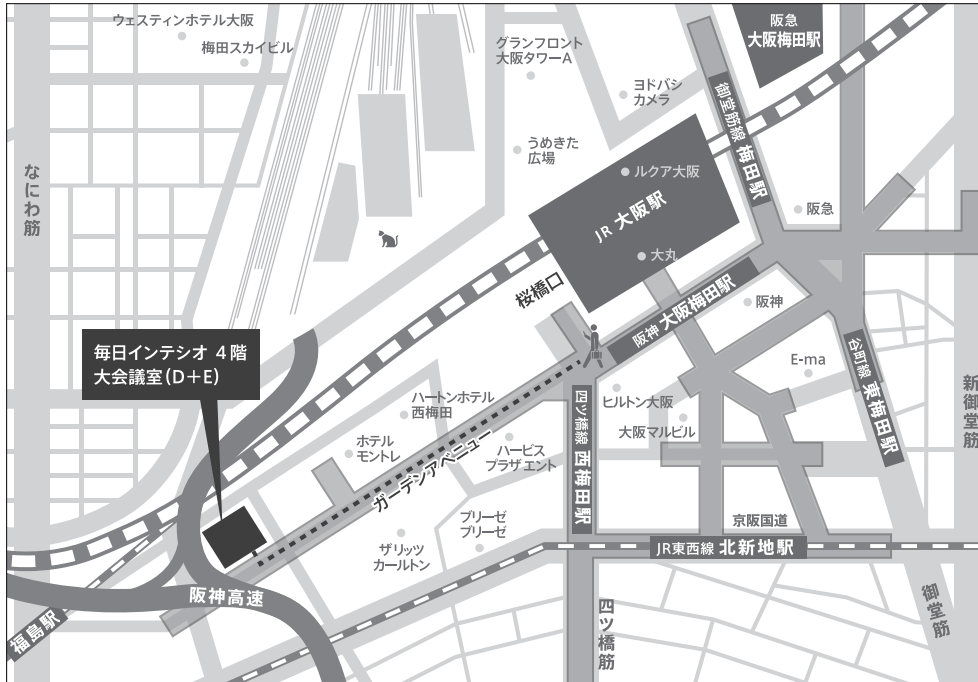 ウェスティンホテル大阪
梅田スカイビル
グランフロント
大阪タワーA
阪急
大阪梅田駅
ヨドバシ
カメラ
御堂筋線 梅田駅
うめきた
広場
なにわ筋
ルクア大阪
JR 大阪駅
阪急
大丸
桜橋口
阪神 大阪梅田駅
阪神
毎日インテシオ 4階
大会議室(D+E)
谷町線 東梅田駅
E-ma
新御堂筋
ハートンホテル
西梅田
四ツ橋線 西梅田駅
ヒルトン大阪
大阪マルビル
ホテル
モントレ
ガーデンアベニュー
ハービス
プラザエント
ブリーゼ
ブリーゼ
京阪国道
ザリッツ
カールトン
JR東西線 北新地駅
阪神高速
福島駅
四ツ橋筋
御堂筋